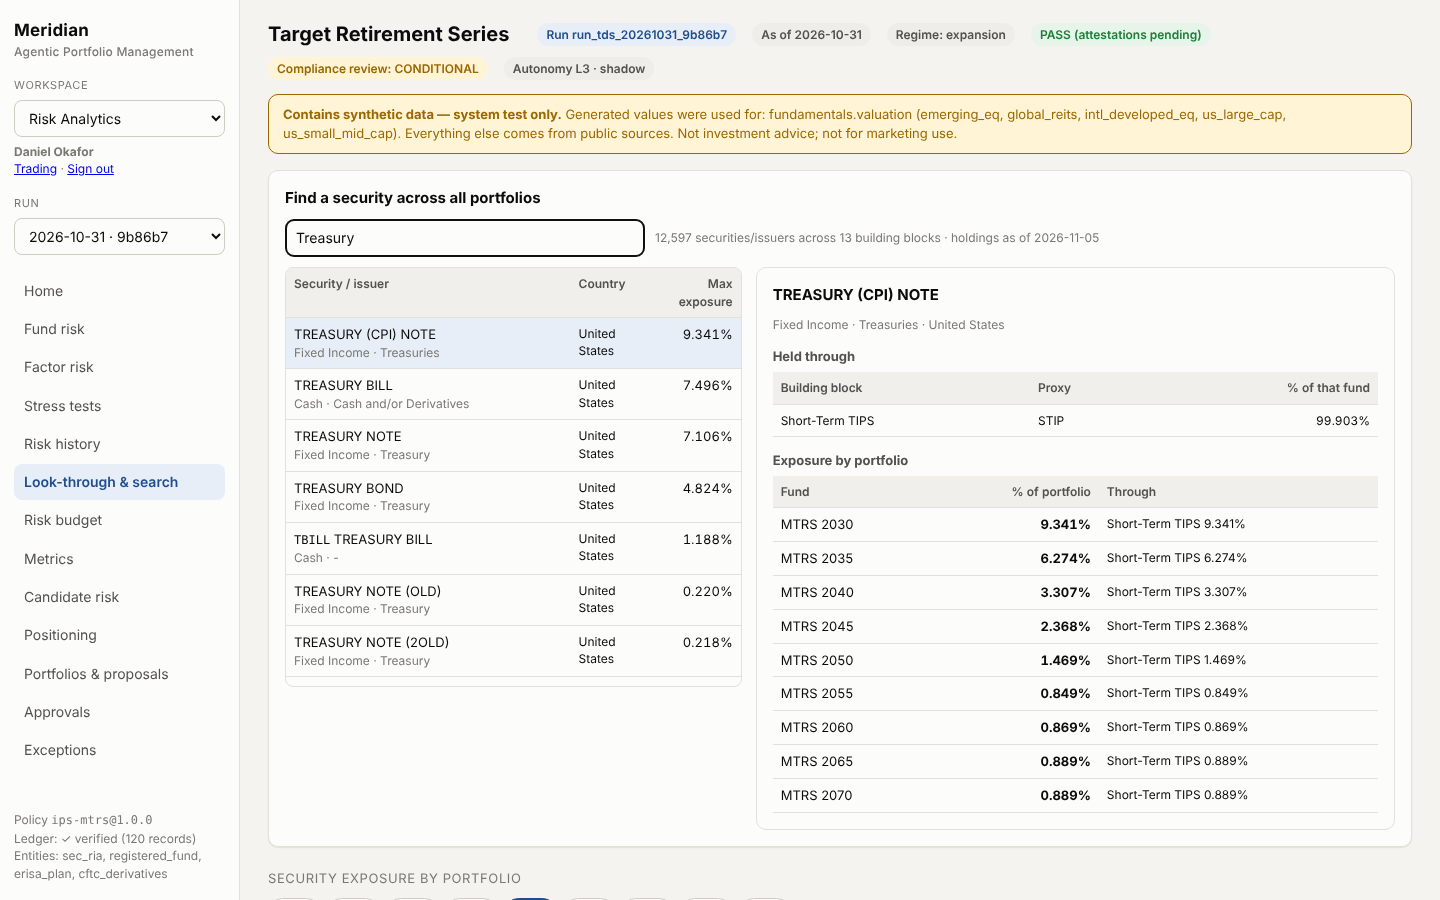 Meridian
Agentic Portfolio Management
WORKSPACE
Risk Analytics
Daniel Okafor
Trading · Sign out
RUN
2026-10-31 · 9b86b7
Home
Fund risk
Factor risk
Stress tests
Risk history
Look-through & search
Risk budget
Metrics
Candidate risk
Positioning
Portfolios & proposals
Approvals
Exceptions
Policy ips-mtrs@1.0.0
Ledger: ✓ verified (120 records)
Entities: sec_ria, registered_fund,
erisa_plan, cftc_derivatives
Target Retirement Series
Run run_tds_20261031_9b86b7
As of 2026-10-31
Regime: expansion
PASS (attestations pending)
Compliance review: CONDITIONAL
Autonomy L3 · shadow
Contains synthetic data — system test only. Generated values were used for: fundamentals.valuation (emerging_eq, global_reits, intl_developed_eq, us_large_cap,
us_small_mid_cap). Everything else comes from public sources. Not investment advice; not for marketing use.
Find a security across all portfolios
Treasury
12,597 securities/issuers across 13 building blocks · holdings as of 2026-11-05
Security / issuer Country Max
exposure
TREASURY (CPI) NOTE United 9.341%
Fixed Income · Treasuries States
TREASURY BILL United 7.496%
Cash · Cash and/or Derivatives States
TREASURY NOTE United 7.106%
Fixed Income · Treasury States
TREASURY BOND United 4.824%
Fixed Income · Treasury States
TBILL TREASURY BILL United 1.188%
Cash · - States
TREASURY NOTE (OLD) United 0.220%
Fixed Income · Treasury States
TREASURY NOTE (2OLD) United 0.218%
Fixed Income · Treasury States
TREASURY (CPI) NOTE
Fixed Income · Treasuries · United States
Held through
Building block Proxy % of that fund
Short-Term TIPS STIP 99.903%
Exposure by portfolio
Fund % of portfolio Through
MTRS 2030 9.341% Short-Term TIPS 9.341%
MTRS 2035 6.274% Short-Term TIPS 6.274%
MTRS 2040 3.307% Short-Term TIPS 3.307%
MTRS 2045 2.368% Short-Term TIPS 2.368%
MTRS 2050 1.469% Short-Term TIPS 1.469%
MTRS 2055 0.849% Short-Term TIPS 0.849%
MTRS 2060 0.869% Short-Term TIPS 0.869%
MTRS 2065 0.889% Short-Term TIPS 0.889%
MTRS 2070 0.889% Short-Term TIPS 0.889%
SECURITY EXPOSURE BY PORTFOLIO